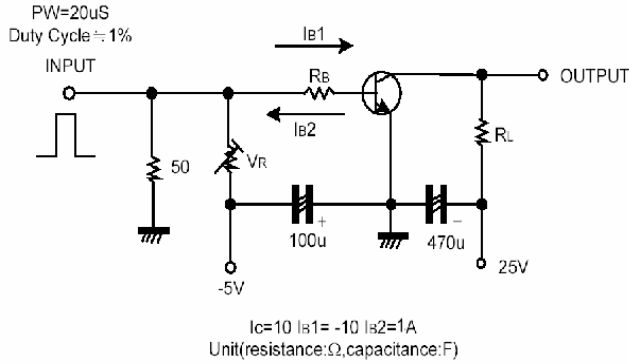 PW=20uS
Duty Cycle≒1%
INPUT
IB1
RB
IB2
OUTPUT
50
VR
RL
+
100u
−
470u
-5V
25V
Ic=10 IB1= -10 IB2=1A
Unit(resistance:Ω,capacitance:F)